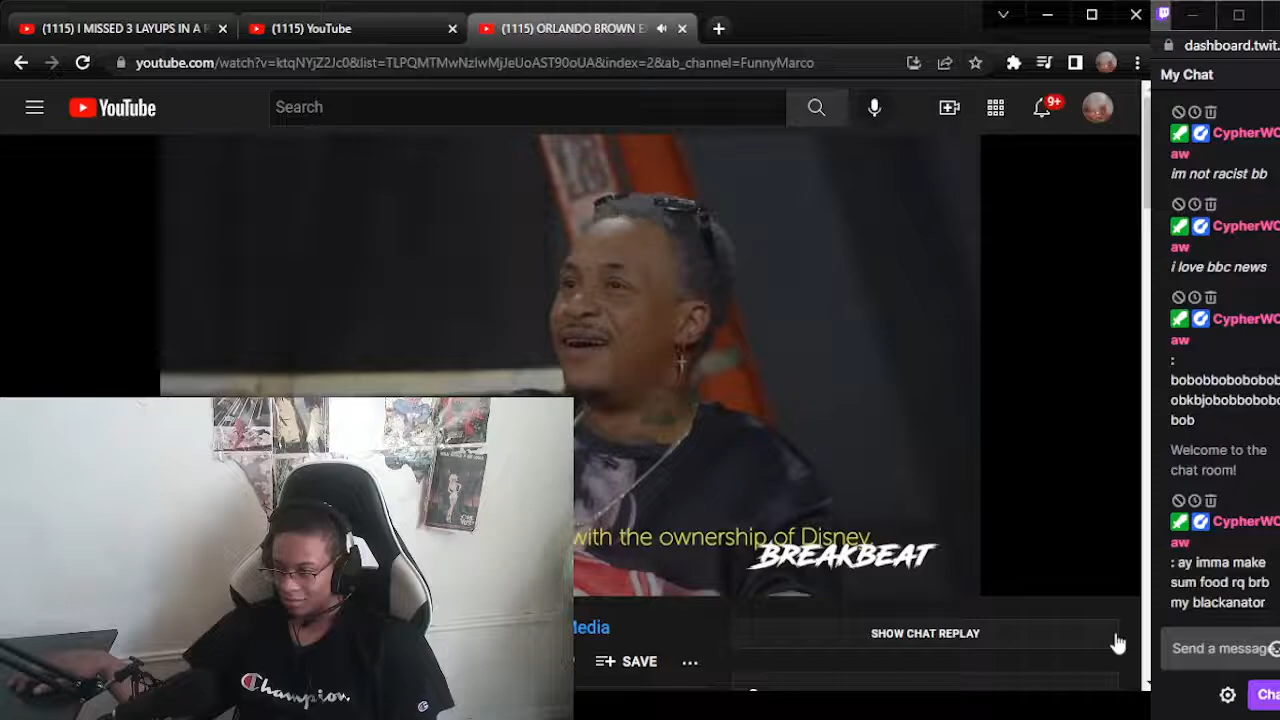 (1115) I MISSED 3 LAYUPS IN A R
(1115) YouTube
(1115) ORLANDO BROWN E
youtube.com/watch?v=ktqNYjZ2Jc0&list=TLPQMTMwNzIwMjJeUoAST90oUA&index=2&ab_channel=FunnyMarco
dashboard.twit
My Chat
YouTube
Search
9+
CypherWC
aw
im not racist bb
CypherWC
aw
i love bbc news
CypherWC
aw
:
bobobbobobobob
obkbjobobbobobo
bob
Welcome to the
chat room!
CypherWC
aw
: ay imma make
sum food rq brb
my blackanator
with the ownership of Disney.
BREAKBEAT
Media
SHOW CHAT REPLAY
SAVE
Send a message
Cha
Champion